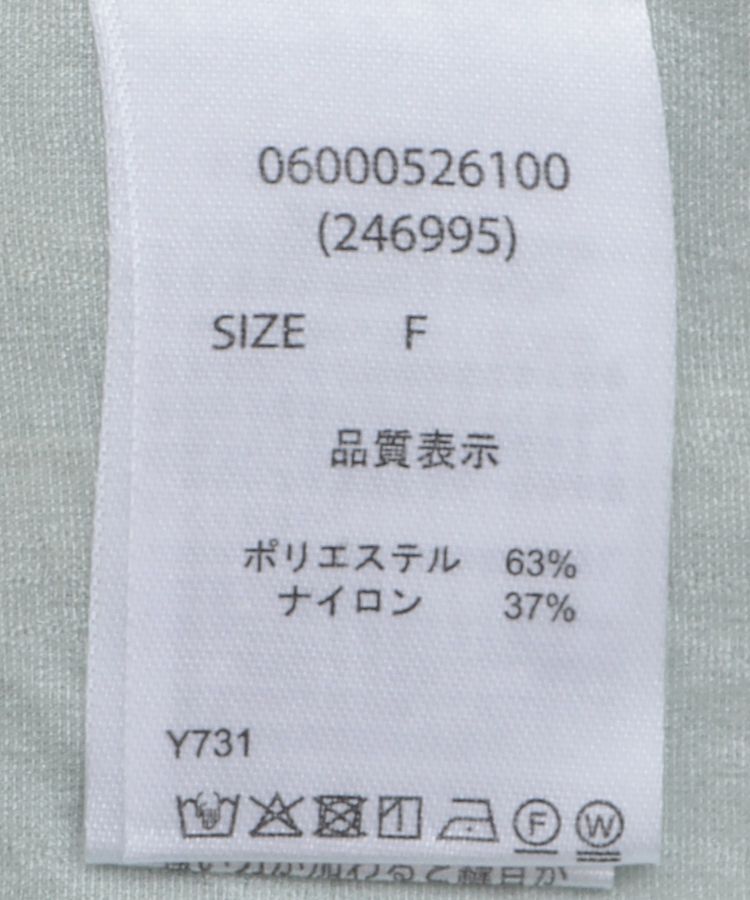 06000526100
(246995)
SIZE F
品質表示
ポリエステル 63%
ナイロン 37%
Y731
F W